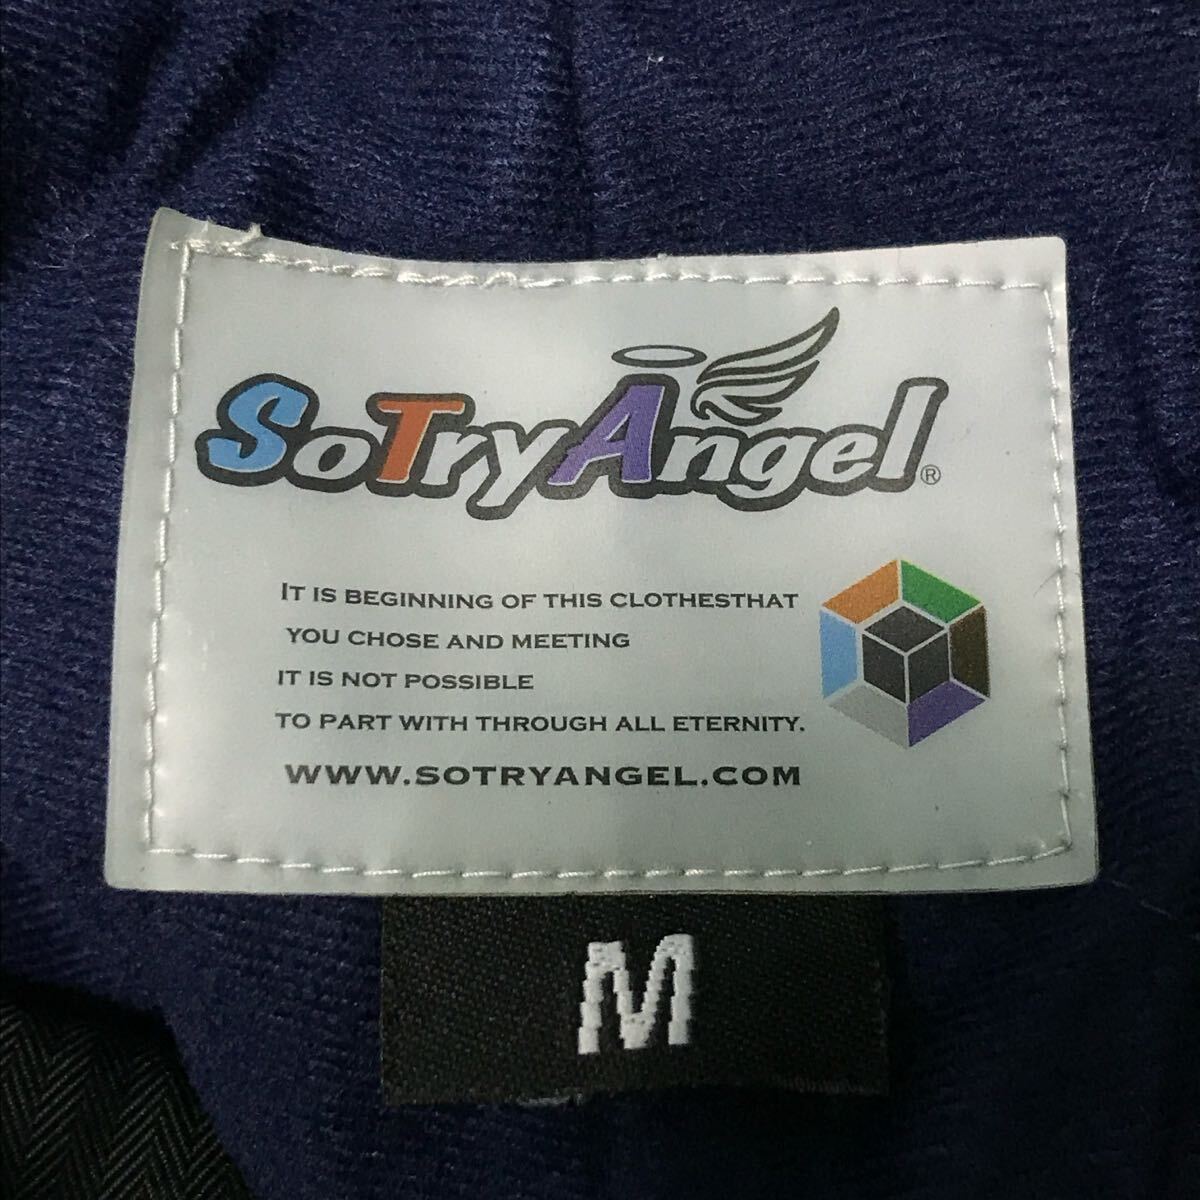 SoTryAngel®
IT IS BEGINNING OF THIS CLOTHESTHAT
YOU CHOSE AND MEETING
IT IS NOT POSSIBLE
TO PART WITH THROUGH ALL ETERNITY.
WWW.SOTRYANGEL.COM
M